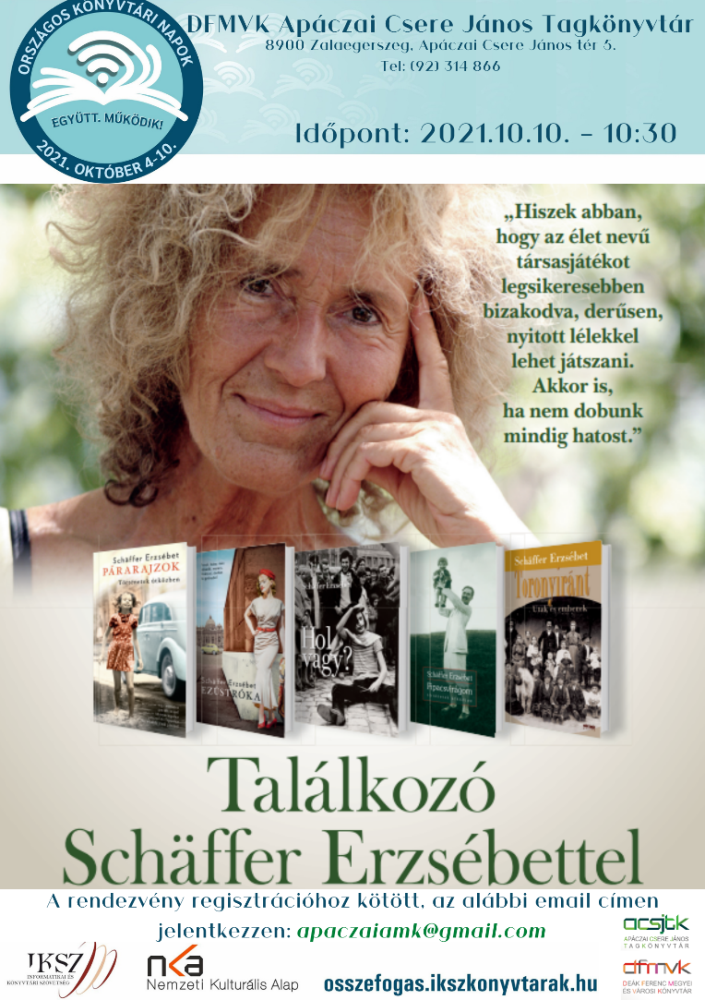 ORSZÁGOS KÖNYVTÁRI NAPOK
EGYÜTT. MŰKÖDIK!
2021. OKTÓBER 4-10.
DFMVK Apáczai Csere János Tagkönyvtár
8900 Zalaegerszeg, Apáczai Csere János tér 5.
Tel: (92) 314 866
Időpont: 2021.10.10. - 10:30
„Hiszek abban,
hogy az élet nevű
társasjátékot
legsikeresebben
bizakodva, derűsen,
nyitott lélekkel
lehet játszani.
Akkor is,
ha nem dobunk
mindig hatost.”
Schäffer Erzsébet
PÁRARAJZOK
Történetek útközben
Schäffer Erzsébet
EZÜSTRÓKA
Schäffer Erzsébet
Hol
vagy?
Schäffer Erzsébet
Pipacsvirágom
Schäffer Erzsébet
Toronyiránt
Utak és emberek
Találkozó
Schäffer Erzsébettel
A rendezvény regisztrációhoz kötött, az alábbi email címen
jelentkezzen: apaczaiamk@gmail.com
IKSZ
INFORMATIKAI ÉS
KÖNYVTÁRI SZÖVETSÉG
nka
Nemzeti Kulturális Alap
osszefogas.ikszkonyvtarak.hu
acsjtk
APÁCZAI CSERE JÁNOS
TAGKÖNYVTÁR
dfmvk
DEÁK FERENC MEGYEI
ÉS VÁROSI KÖNYVTÁR